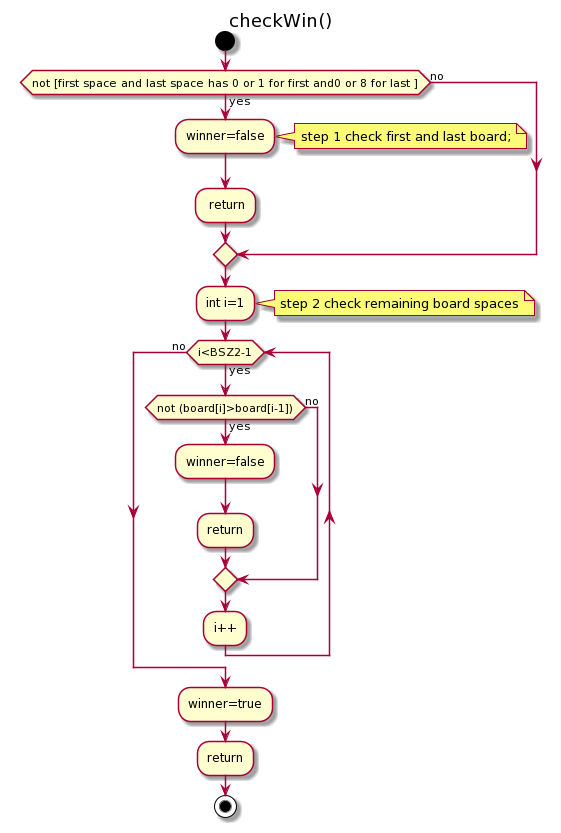 checkWin()
not [first space and last space has 0 or 1 for first and0 or 8 for last ]
no
yes
winner=false
step 1 check first and last board;
return
int i=1
step 2 check remaining board spaces
no
i<BSZ2-1
yes
not (board[i]>board[i-1])
no
yes
winner=false
return
i++
winner=true
return